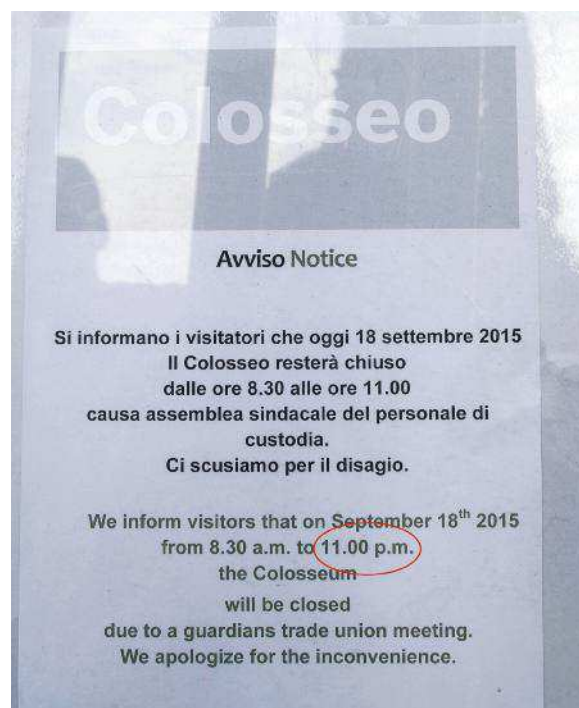 Colosseo
Avviso Notice
Si informano i visitatori che oggi 18 settembre 2015
Il Colosseo resterà chiuso
dalle ore 8.30 alle ore 11.00
causa assemblea sindacale del personale di
custodia.
Ci scusiamo per il disagio.
We inform visitors that on September 18th 2015
from 8.30 a.m. to 11.00 p.m.
the Colosseum
will be closed
due to a guardians trade union meeting.
We apologize for the inconvenience.